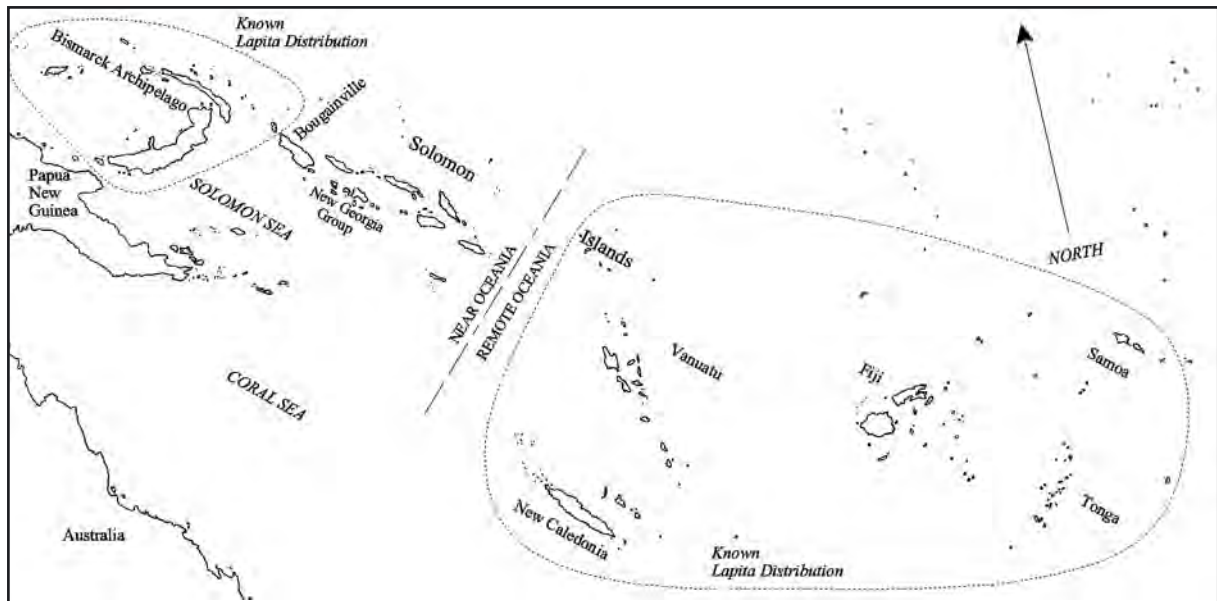 Known
Lapita Distribution
Bismarck Archipelago
Bougainville
Solomon
Papua
New
Guinea
SOLOMON SEA
New Georgia
Group
Islands
NORTH
NEAR OCEANIA
REMOTE OCEANIA
Vanuatu
Fiji
Samoa
CORAL SEA
New Caledonia
Tonga
Australia
Known
Lapita Distribution